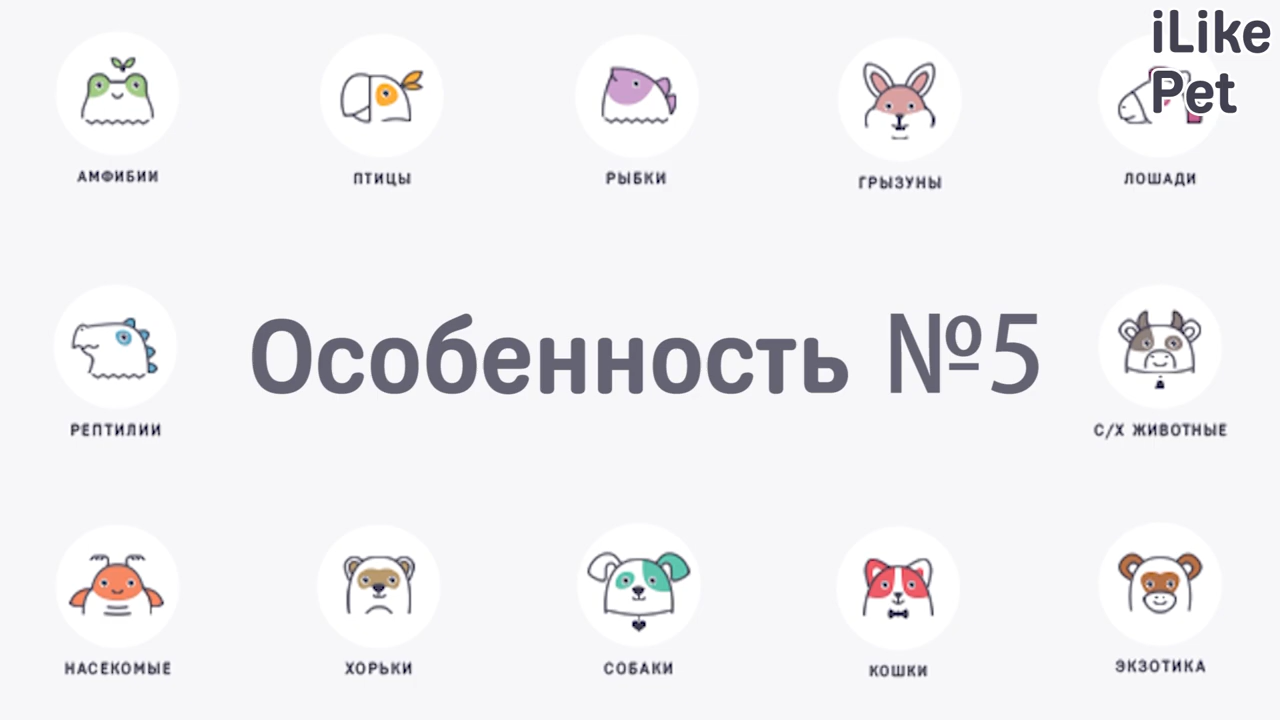 iLike
Pet
АМФИБИИ
ПТИЦЫ
РЫБКИ
ГРЫЗУНЫ
ЛОШАДИ
РЕПТИЛИИ
Особенность №5
С/Х ЖИВОТНЫЕ
НАСЕКОМЫЕ
ХОРЬКИ
СОБАКИ
КОШКИ
ЭКЗОТИКА